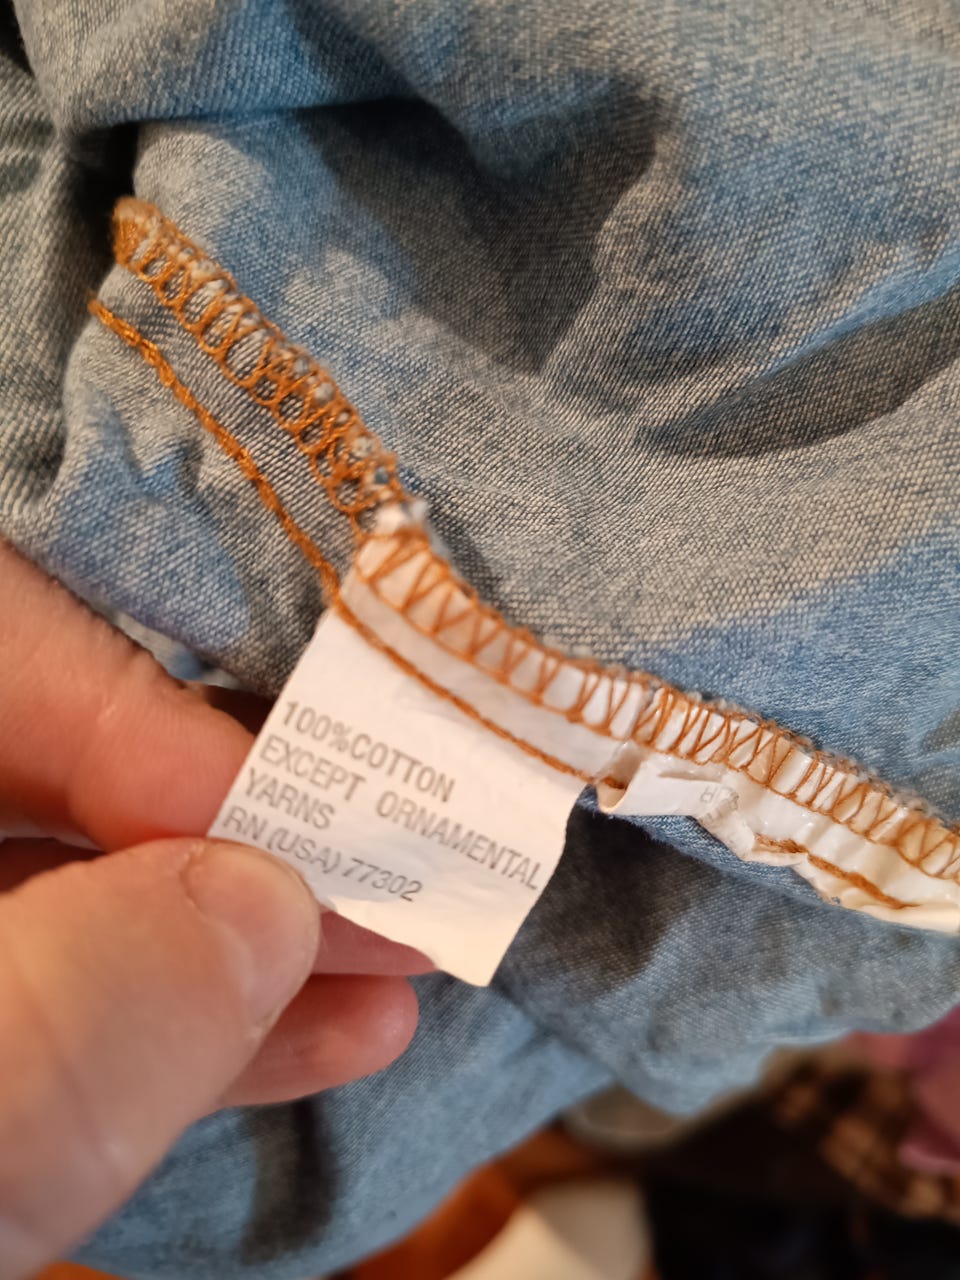 100%COTTON
EXCEPT ORNAMENTAL
YARNS
RN (USA) 77302